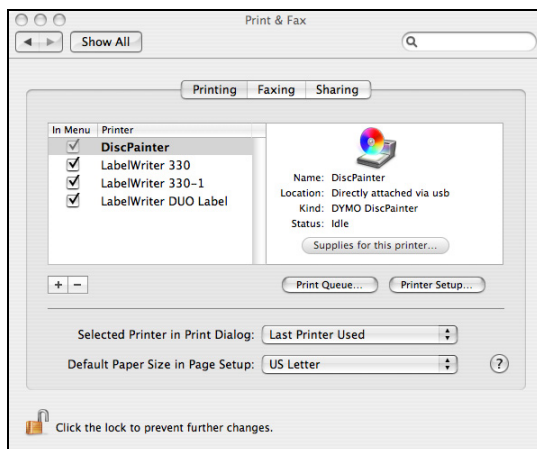 Print & Fax
Show All
Printing Faxing Sharing
In Menu Printer
DiscPainter
LabelWriter 330
LabelWriter 330-1
LabelWriter DUO Label
Name: DiscPainter
Location: Directly attached via usb
Kind: DYMO DiscPainter
Status: Idle
Supplies for this printer...
+ −
Print Queue... Printer Setup...
Selected Printer in Print Dialog: Last Printer Used
Default Paper Size in Page Setup: US Letter ?
Click the lock to prevent further changes.